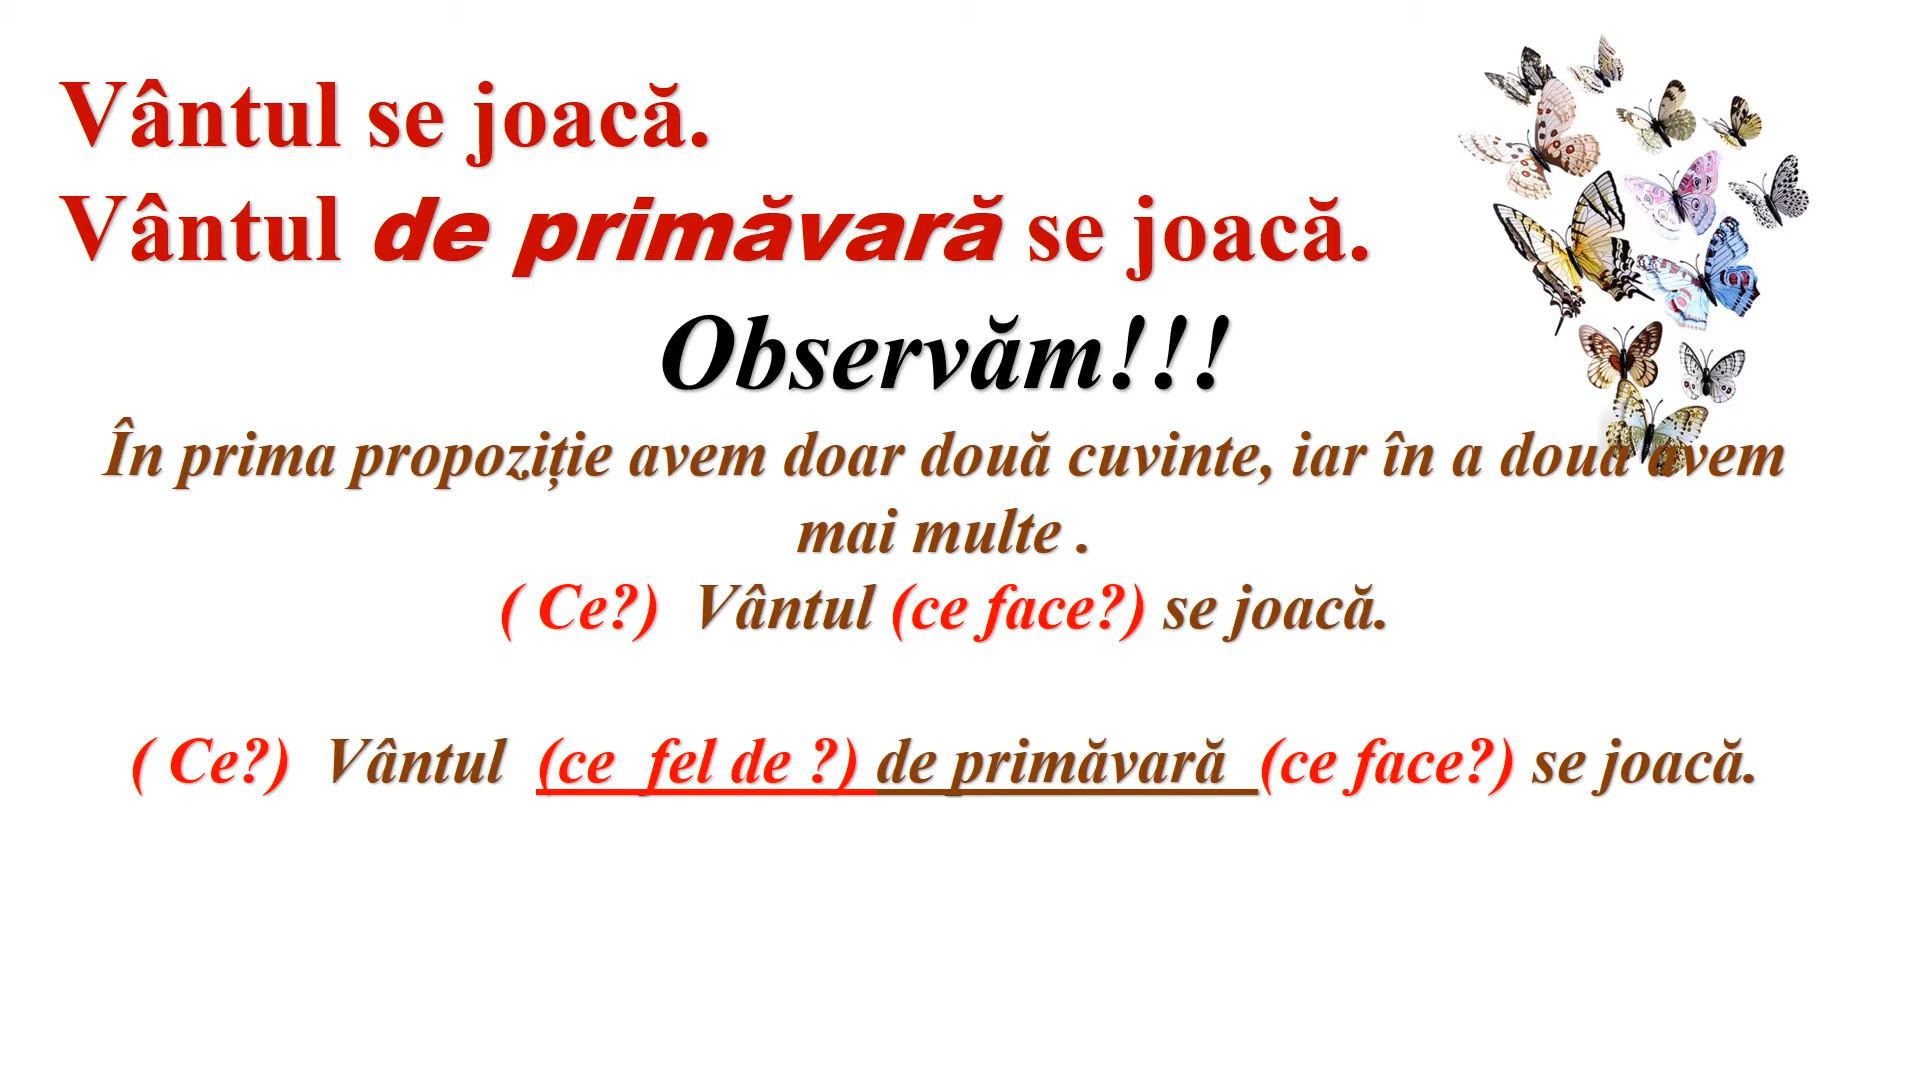 Vântul se joacă.
Vântul de primăvară se joacă.
Observăm!!!
În prima propoziție avem doar două cuvinte, iar în a doua avem
mai multe .
( Ce?) Vântul (ce face?) se joacă.
( Ce?) Vântul (ce fel de ?) de primăvară (ce face?) se joacă.